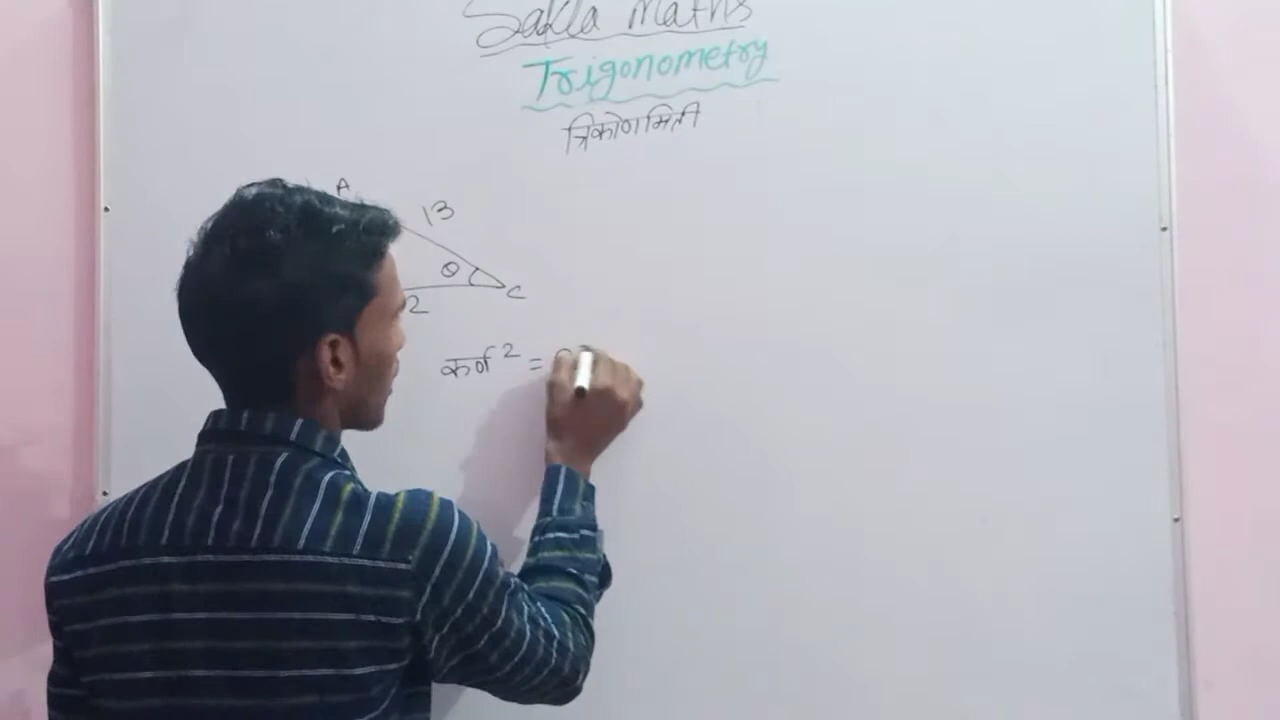 Sakla Maths
Trigonometry
त्रिकोणमिती
A
13
θ
C
2
कर्ण² =